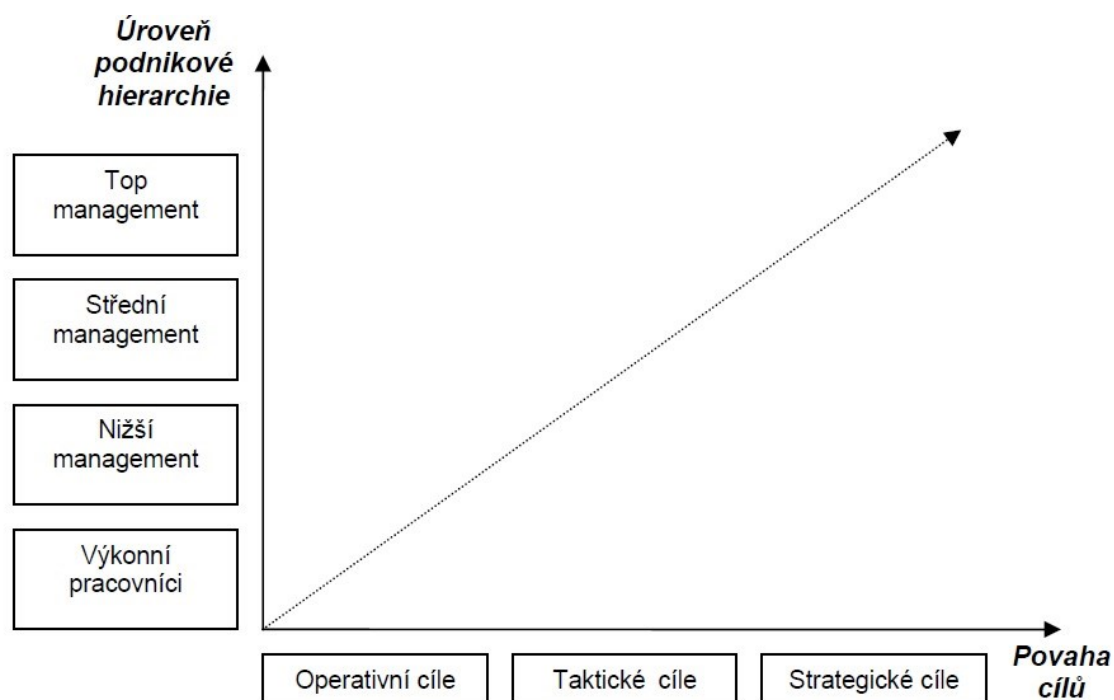 Úroveň
podnikové
hierarchie
Top
management
Střední
management
Nižší
management
Výkonní
pracovníci
Operativní cíle
Taktické cíle
Strategické cíle
Povaha
cílů